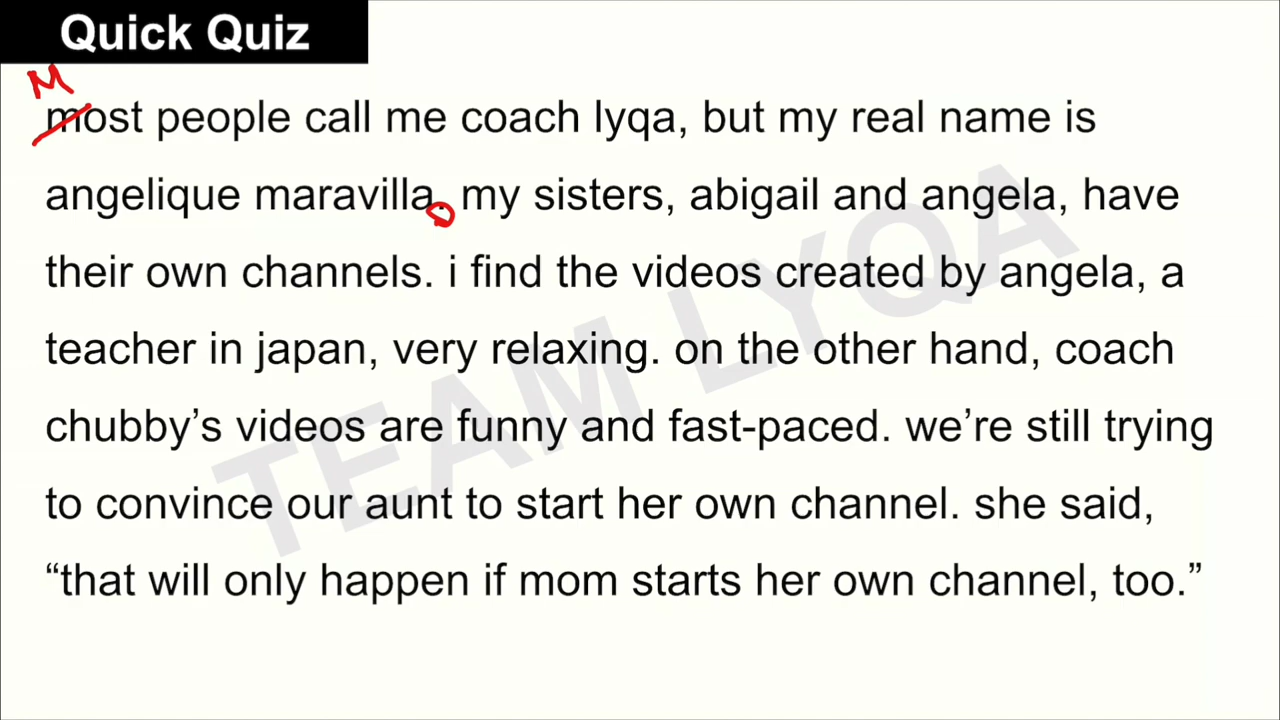 Quick Quiz
M
most people call me coach lyqa, but my real name is
angelique maravilla. my sisters, abigail and angela, have
their own channels. i find the videos created by angela, a
teacher in japan, very relaxing. on the other hand, coach
chubby’s videos are funny and fast-paced. we’re still trying
to convince our aunt to start her own channel. she said,
“that will only happen if mom starts her own channel, too.”
TEAM LYQA